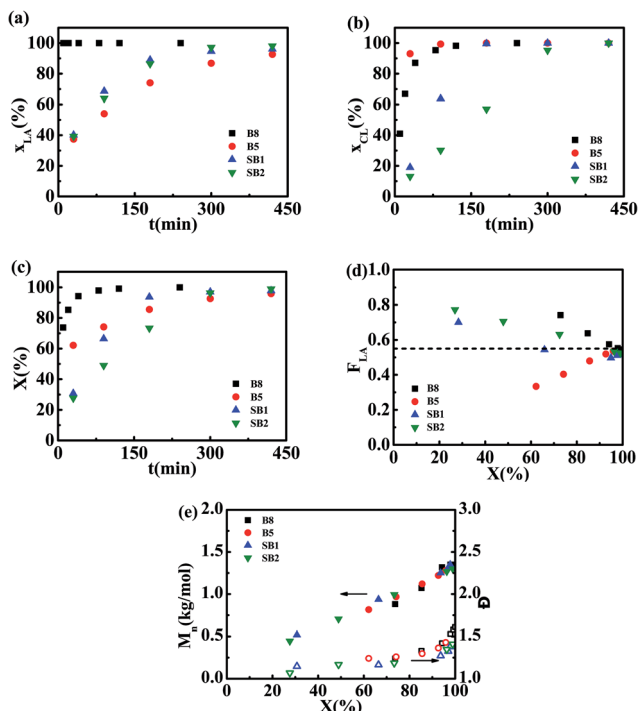 (a)
100
80
60
40
20
0
x_LA(%)
0 150 300 450
t(min)
B8
B5
SB1
SB2
(b)
100
80
60
40
20
0
x_CL(%)
0 150 300 450
t(min)
B8
B5
SB1
SB2
(c)
100
80
60
40
20
0
X(%)
0 150 300 450
t(min)
B8
B5
SB1
SB2
(d)
1.0
0.8
0.6
0.4
0.2
0.0
F_LA
0 20 40 60 80 100
X(%)
B8
B5
SB1
SB2
(e)
2.0
1.5
1.0
0.5
0.0
M_n(kg/mol)
B8
B5
SB1
SB2
3.0
2.5
2.0
1.5
1.0
Đ
0 20 40 60 80 100
X(%)